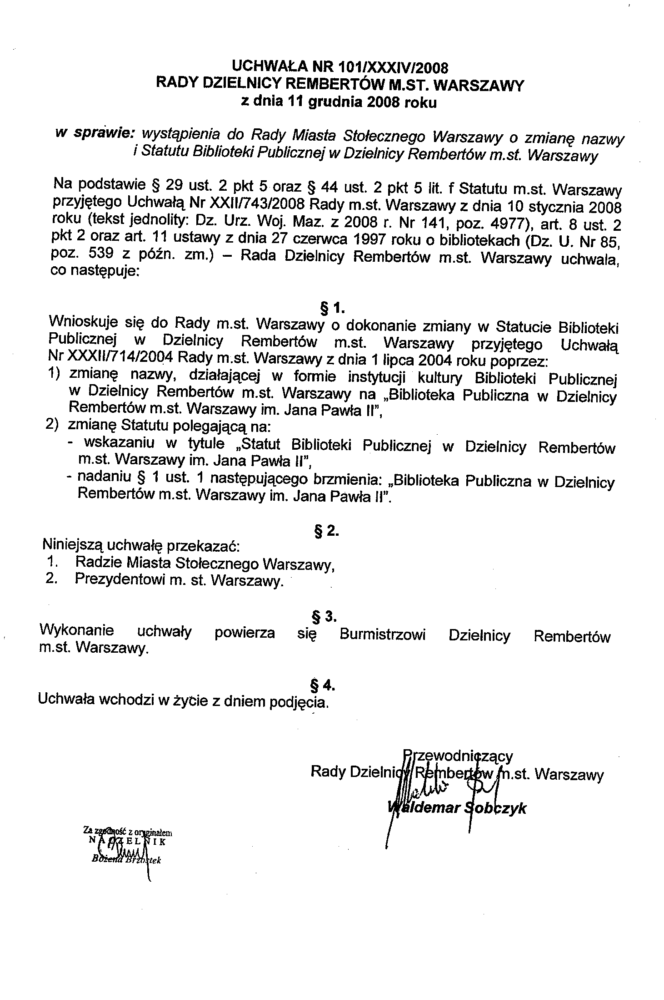 UCHWAŁA NR 101/XXXIV/2008
RADY DZIELNICY REMBERTÓW M.ST. WARSZAWY
z dnia 11 grudnia 2008 roku
w sprawie: wystąpienia do Rady Miasta Stołecznego Warszawy o zmianę nazwy
i Statutu Biblioteki Publicznej w Dzielnicy Rembertów m.st. Warszawy
Na podstawie § 29 ust. 2 pkt 5 oraz § 44 ust. 2 pkt 5 lit. f Statutu m.st. Warszawy
przyjętego Uchwałą Nr XXII/743/2008 Rady m.st. Warszawy z dnia 10 stycznia 2008
roku (tekst jednolity: Dz. Urz. Woj. Maz. z 2008 r. Nr 141, poz. 4977), art. 8 ust. 2
pkt 2 oraz art. 11 ustawy z dnia 27 czerwca 1997 roku o bibliotekach (Dz. U. Nr 85,
poz. 539 z późn. zm.) – Rada Dzielnicy Rembertów m.st. Warszawy uchwala,
co następuje:
§ 1.
Wnioskuje się do Rady m.st. Warszawy o dokonanie zmiany w Statucie Biblioteki
Publicznej w Dzielnicy Rembertów m.st. Warszawy przyjętego Uchwałą
Nr XXXII/714/2004 Rady m.st. Warszawy z dnia 1 lipca 2004 roku poprzez:
1) zmianę nazwy, działającej w formie instytucji kultury Biblioteki Publicznej
w Dzielnicy Rembertów m.st. Warszawy na „Biblioteka Publiczna w Dzielnicy
Rembertów m.st. Warszawy im. Jana Pawła II”,
2) zmianę Statutu polegającą na:
- wskazaniu w tytule „Statut Biblioteki Publicznej w Dzielnicy Rembertów
m.st. Warszawy im. Jana Pawła II”,
- nadaniu § 1 ust. 1 następującego brzmienia: „Biblioteka Publiczna w Dzielnicy
Rembertów m.st. Warszawy im. Jana Pawła II”.
§ 2.
Niniejszą uchwałę przekazać:
1. Radzie Miasta Stołecznego Warszawy,
2. Prezydentowi m. st. Warszawy.
§ 3.
Wykonanie uchwały powierza się Burmistrzowi Dzielnicy Rembertów
m.st. Warszawy.
§ 4.
Uchwała wchodzi w życie z dniem podjęcia.
Przewodniczący
Rady Dzielnicy Rembertów m.st. Warszawy
Waldemar Sobczyk
Za zgodność z oryginałem
NACZELNIK
Bożena Brzostek